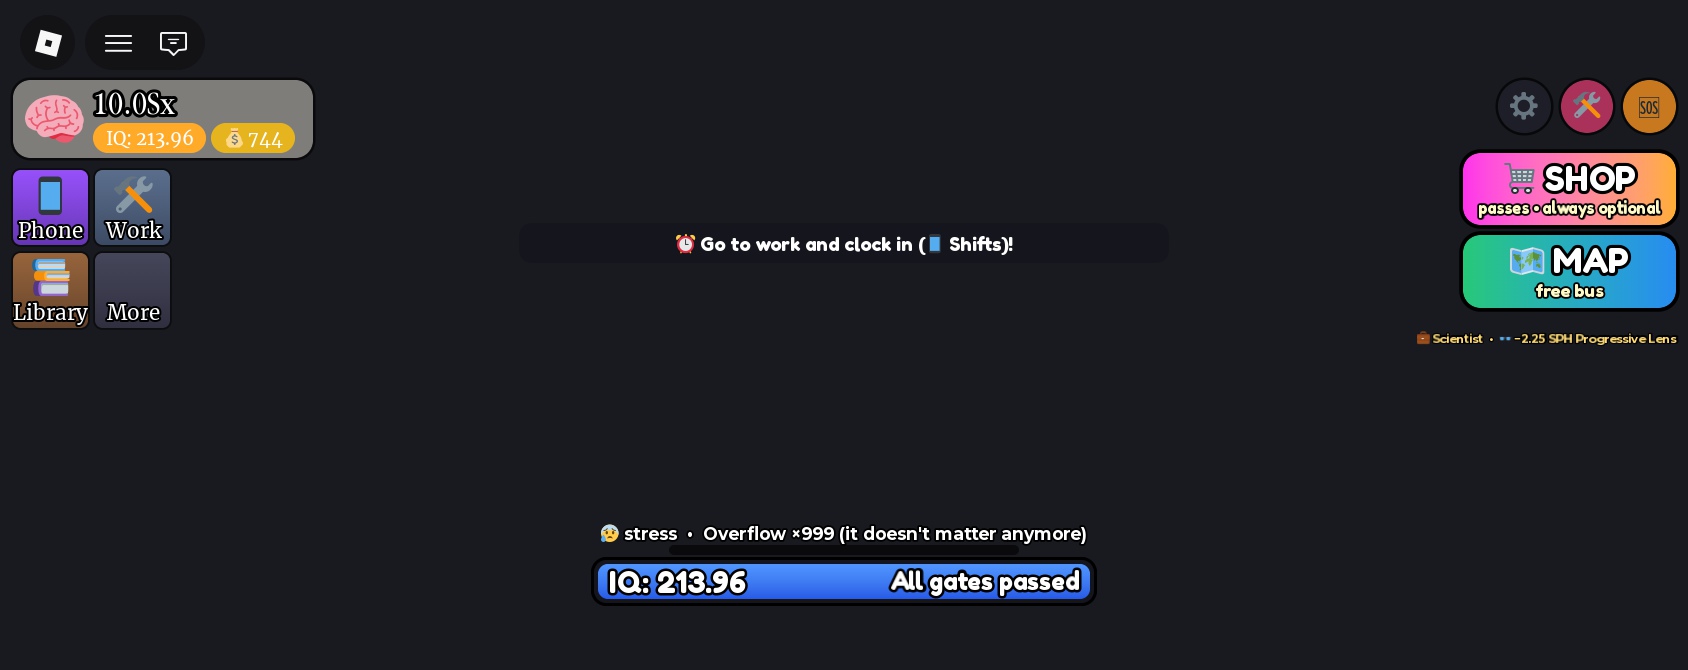 10.0Sx
IQ: 213.96
744
Phone
Work
Library
More
Go to work and clock in ( Shifts)!
SOS
SHOP
passes • always optional
MAP
free bus
Scientist • -2.25 SPH Progressive Lens
stress • Overflow ×999 (it doesn't matter anymore)
IQ: 213.96
All gates passed